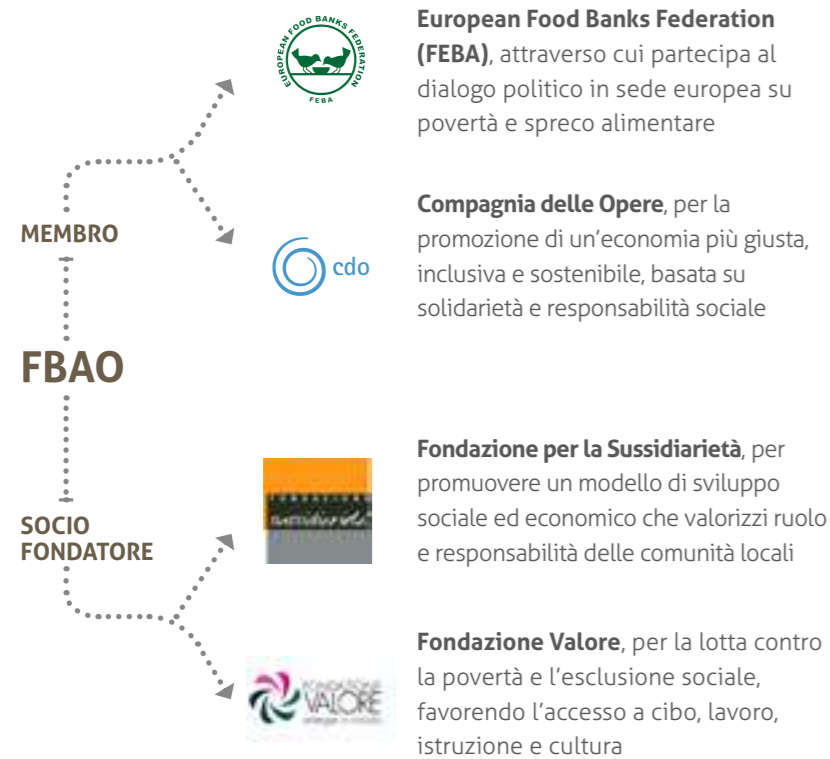 EUROPEAN FOOD BANKS FEDERATION
FEBA
European Food Banks Federation
(FEBA), attraverso cui partecipa al
dialogo politico in sede europea su
povertà e spreco alimentare
MEMBRO
cdo
Compagnia delle Opere, per la
promozione di un'economia più giusta,
inclusiva e sostenibile, basata su
solidarietà e responsabilità sociale
FBAO
SOCIO
FONDATORE
Fondazione per la Sussidiarietà, per
promuovere un modello di sviluppo
sociale ed economico che valorizzi ruolo
e responsabilità delle comunità locali
FONDAZIONE
VALORE
Fondazione Valore, per la lotta contro
la povertà e l'esclusione sociale,
favorendo l'accesso a cibo, lavoro,
istruzione e cultura